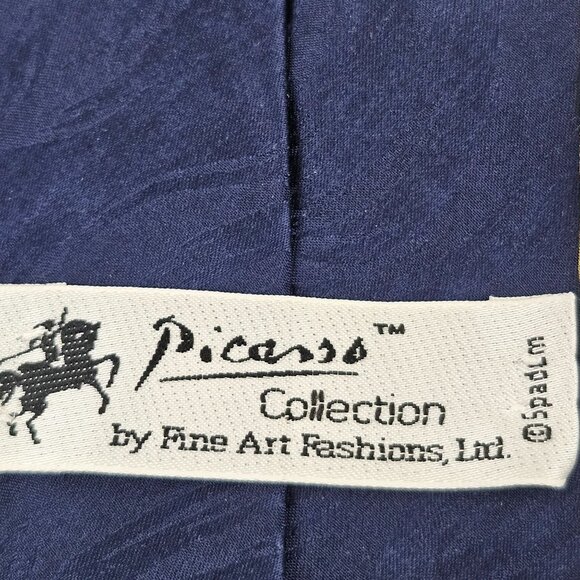 Picasso™
Collection
by Fine Art Fashions, Ltd.
©SPADEM